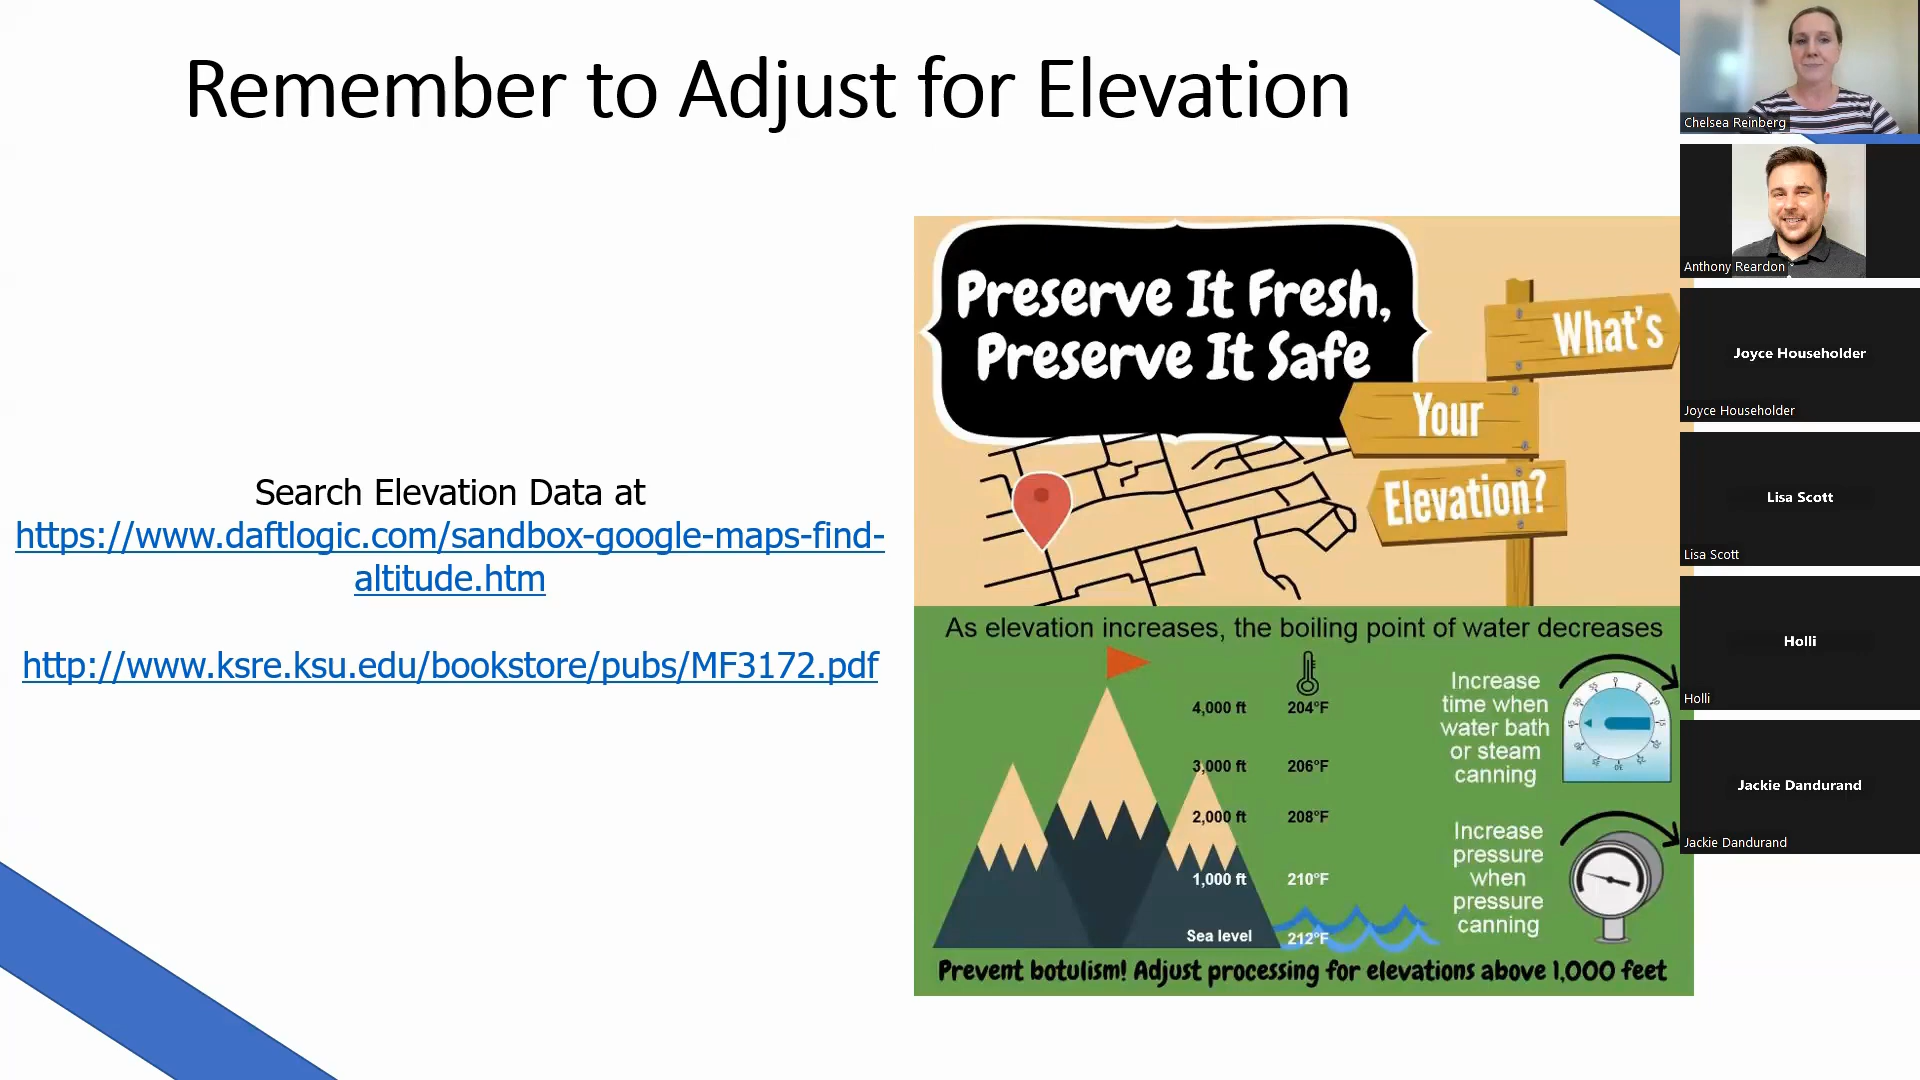 Remember to Adjust for Elevation
Search Elevation Data at
https://www.daftlogic.com/sandbox-google-maps-find-
altitude.htm
http://www.ksre.ksu.edu/bookstore/pubs/MF3172.pdf
Preserve It Fresh,
Preserve It Safe
What's
Your
Elevation?
As elevation increases, the boiling point of water decreases
4,000 ft 204°F
3,000 ft 206°F
2,000 ft 208°F
1,000 ft 210°F
Sea level 212°F
Increase
time when
water bath
or steam
canning
Increase
pressure
when
pressure
canning
Prevent botulism! Adjust processing for elevations above 1,000 feet
Chelsea Reinberg
Anthony Reardon
Joyce Householder
Joyce Householder
Lisa Scott
Lisa Scott
Holli
Holli
Jackie Dandurand
Jackie Dandurand